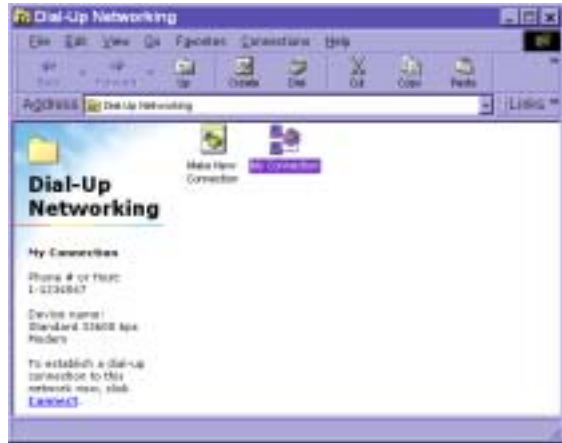 Dial-Up Networking
File Edit View Go Favorites Connections Help
Back Forward Up Create Dial Cut Copy Paste
Address Dial-Up Networking Links
Make New
Connection
My Connection
Dial-Up
Networking
My Connection
Phone # or Host:
1-1234567
Device name:
Standard 33600 bps
Modem
To establish a dial-up
connection to this
network now, click
Connect.